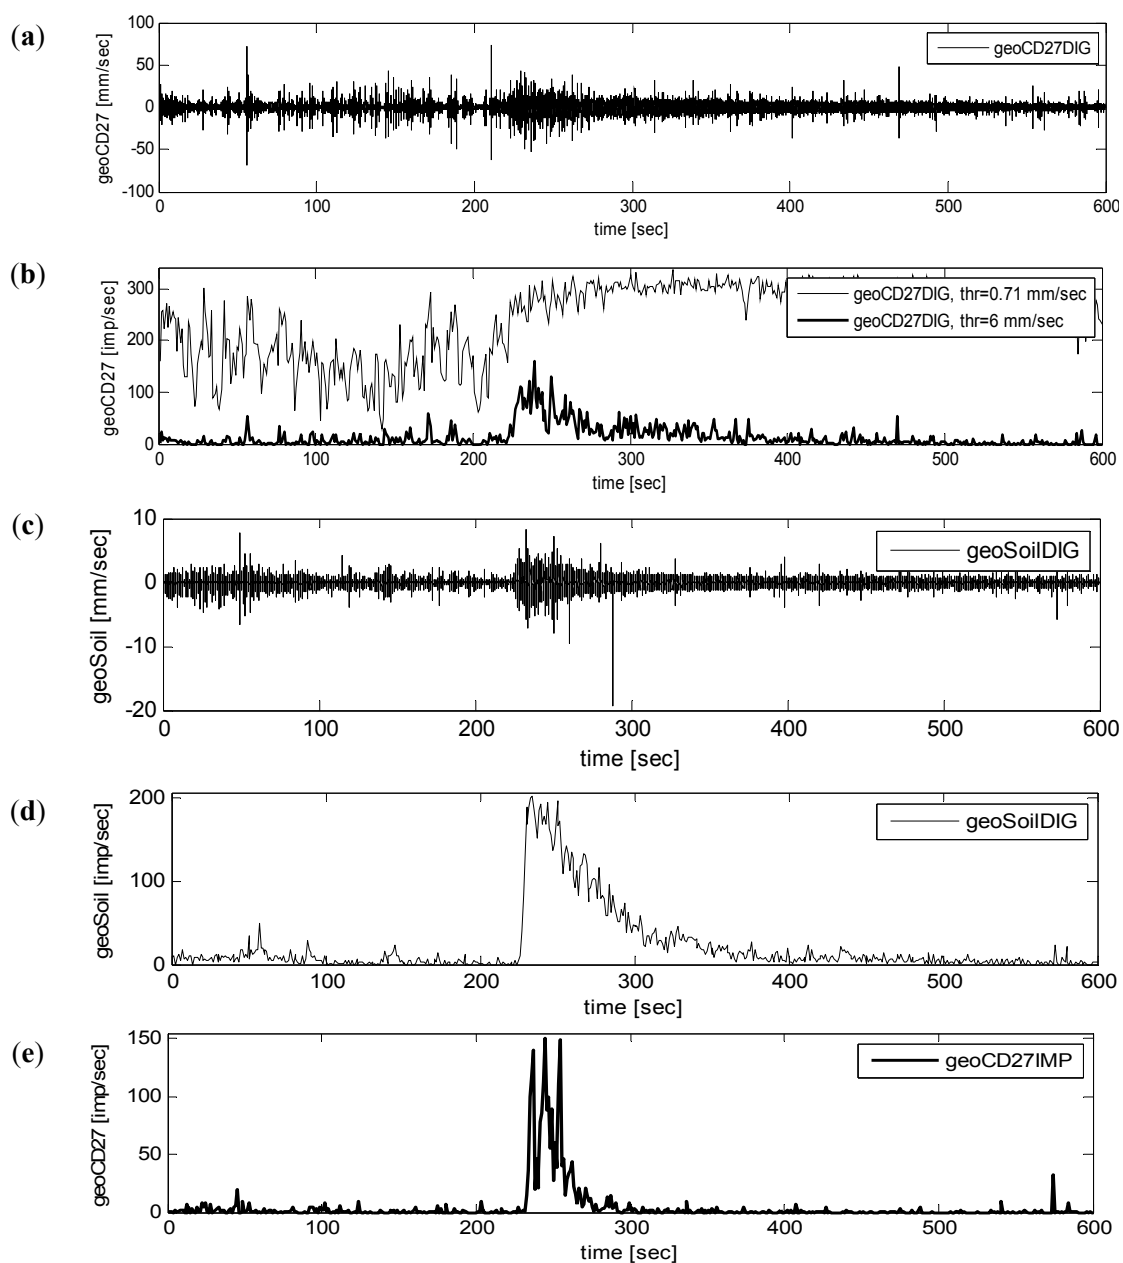 (a)
geoCD27 [mm/sec]
100
50
0
-50
-100
geoCD27DIG
0 100 200 300 400 500 600
time [sec]
(b)
geoCD27 [imp/sec]
300
200
100
0
geoCD27DIG, thr=0.71 mm/sec
geoCD27DIG, thr=6 mm/sec
0 100 200 300 400 500 600
time [sec]
(c)
geoSoil [mm/sec]
10
0
-10
-20
geoSoilDIG
0 100 200 300 400 500 600
time [sec]
(d)
geoSoil [imp/sec]
200
100
0
geoSoilDIG
0 100 200 300 400 500 600
time [sec]
(e)
geoCD27 [imp/sec]
150
100
50
0
geoCD27IMP
0 100 200 300 400 500 600
time [sec]